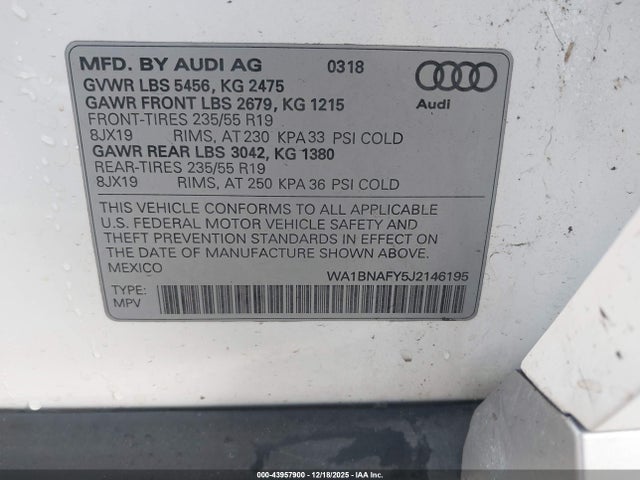 MFD. BY AUDI AG 0318
GVWR LBS 5456, KG 2475
GAWR FRONT LBS 2679, KG 1215
FRONT-TIRES 235/55 R19
8JX19 RIMS, AT 230 KPA 33 PSI COLD
GAWR REAR LBS 3042, KG 1380
REAR-TIRES 235/55 R19
8JX19 RIMS, AT 250 KPA 36 PSI COLD
Audi
THIS VEHICLE CONFORMS TO ALL APPLICABLE
U.S. FEDERAL MOTOR VEHICLE SAFETY AND
THEFT PREVENTION STANDARDS IN EFFECT ON
THE DATE OF MANUFACTURE SHOWN ABOVE.
MEXICO WA1BNAFY5J2146195
TYPE:
MPV
000-43957900 - 12/18/2025 - IAA Inc.